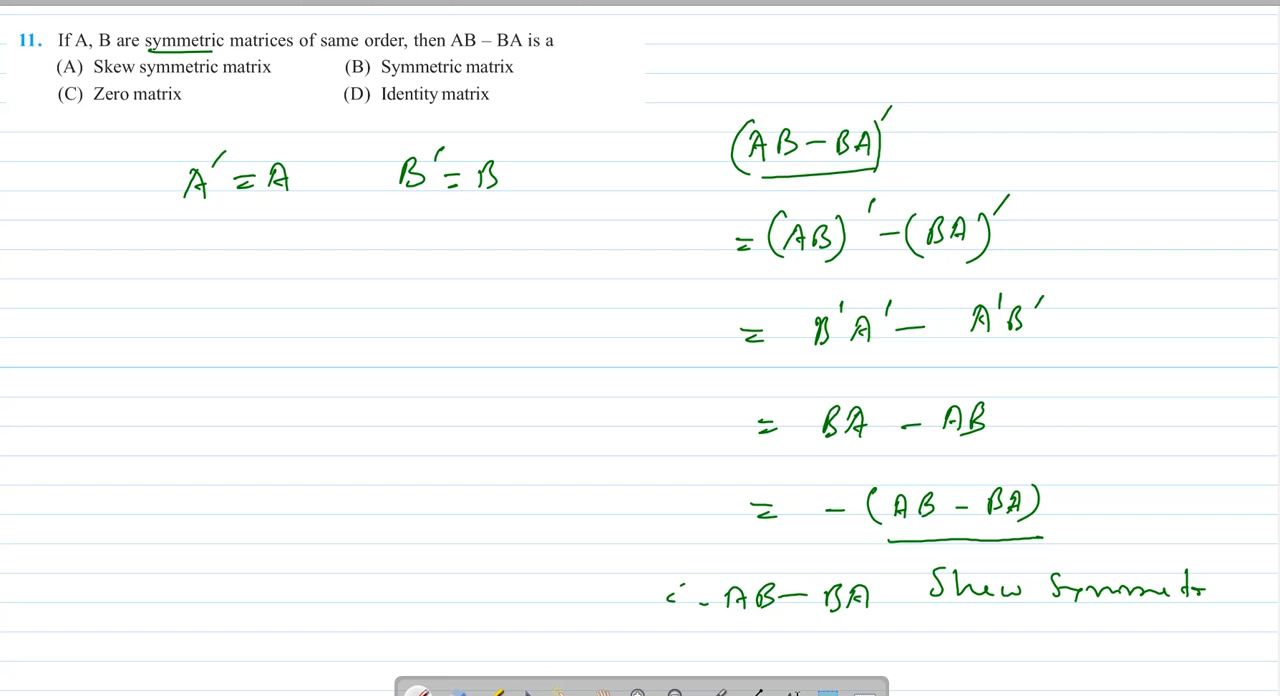 11. If A, B are symmetric matrices of same order, then AB – BA is a
(A) Skew symmetric matrix (B) Symmetric matrix
(C) Zero matrix (D) Identity matrix
A′ = A B′ = B
(AB – BA)′
= (AB)′ – (BA)′
= B′A′ – A′B′
= BA – AB
= – (AB – BA)
∴ AB – BA Skew